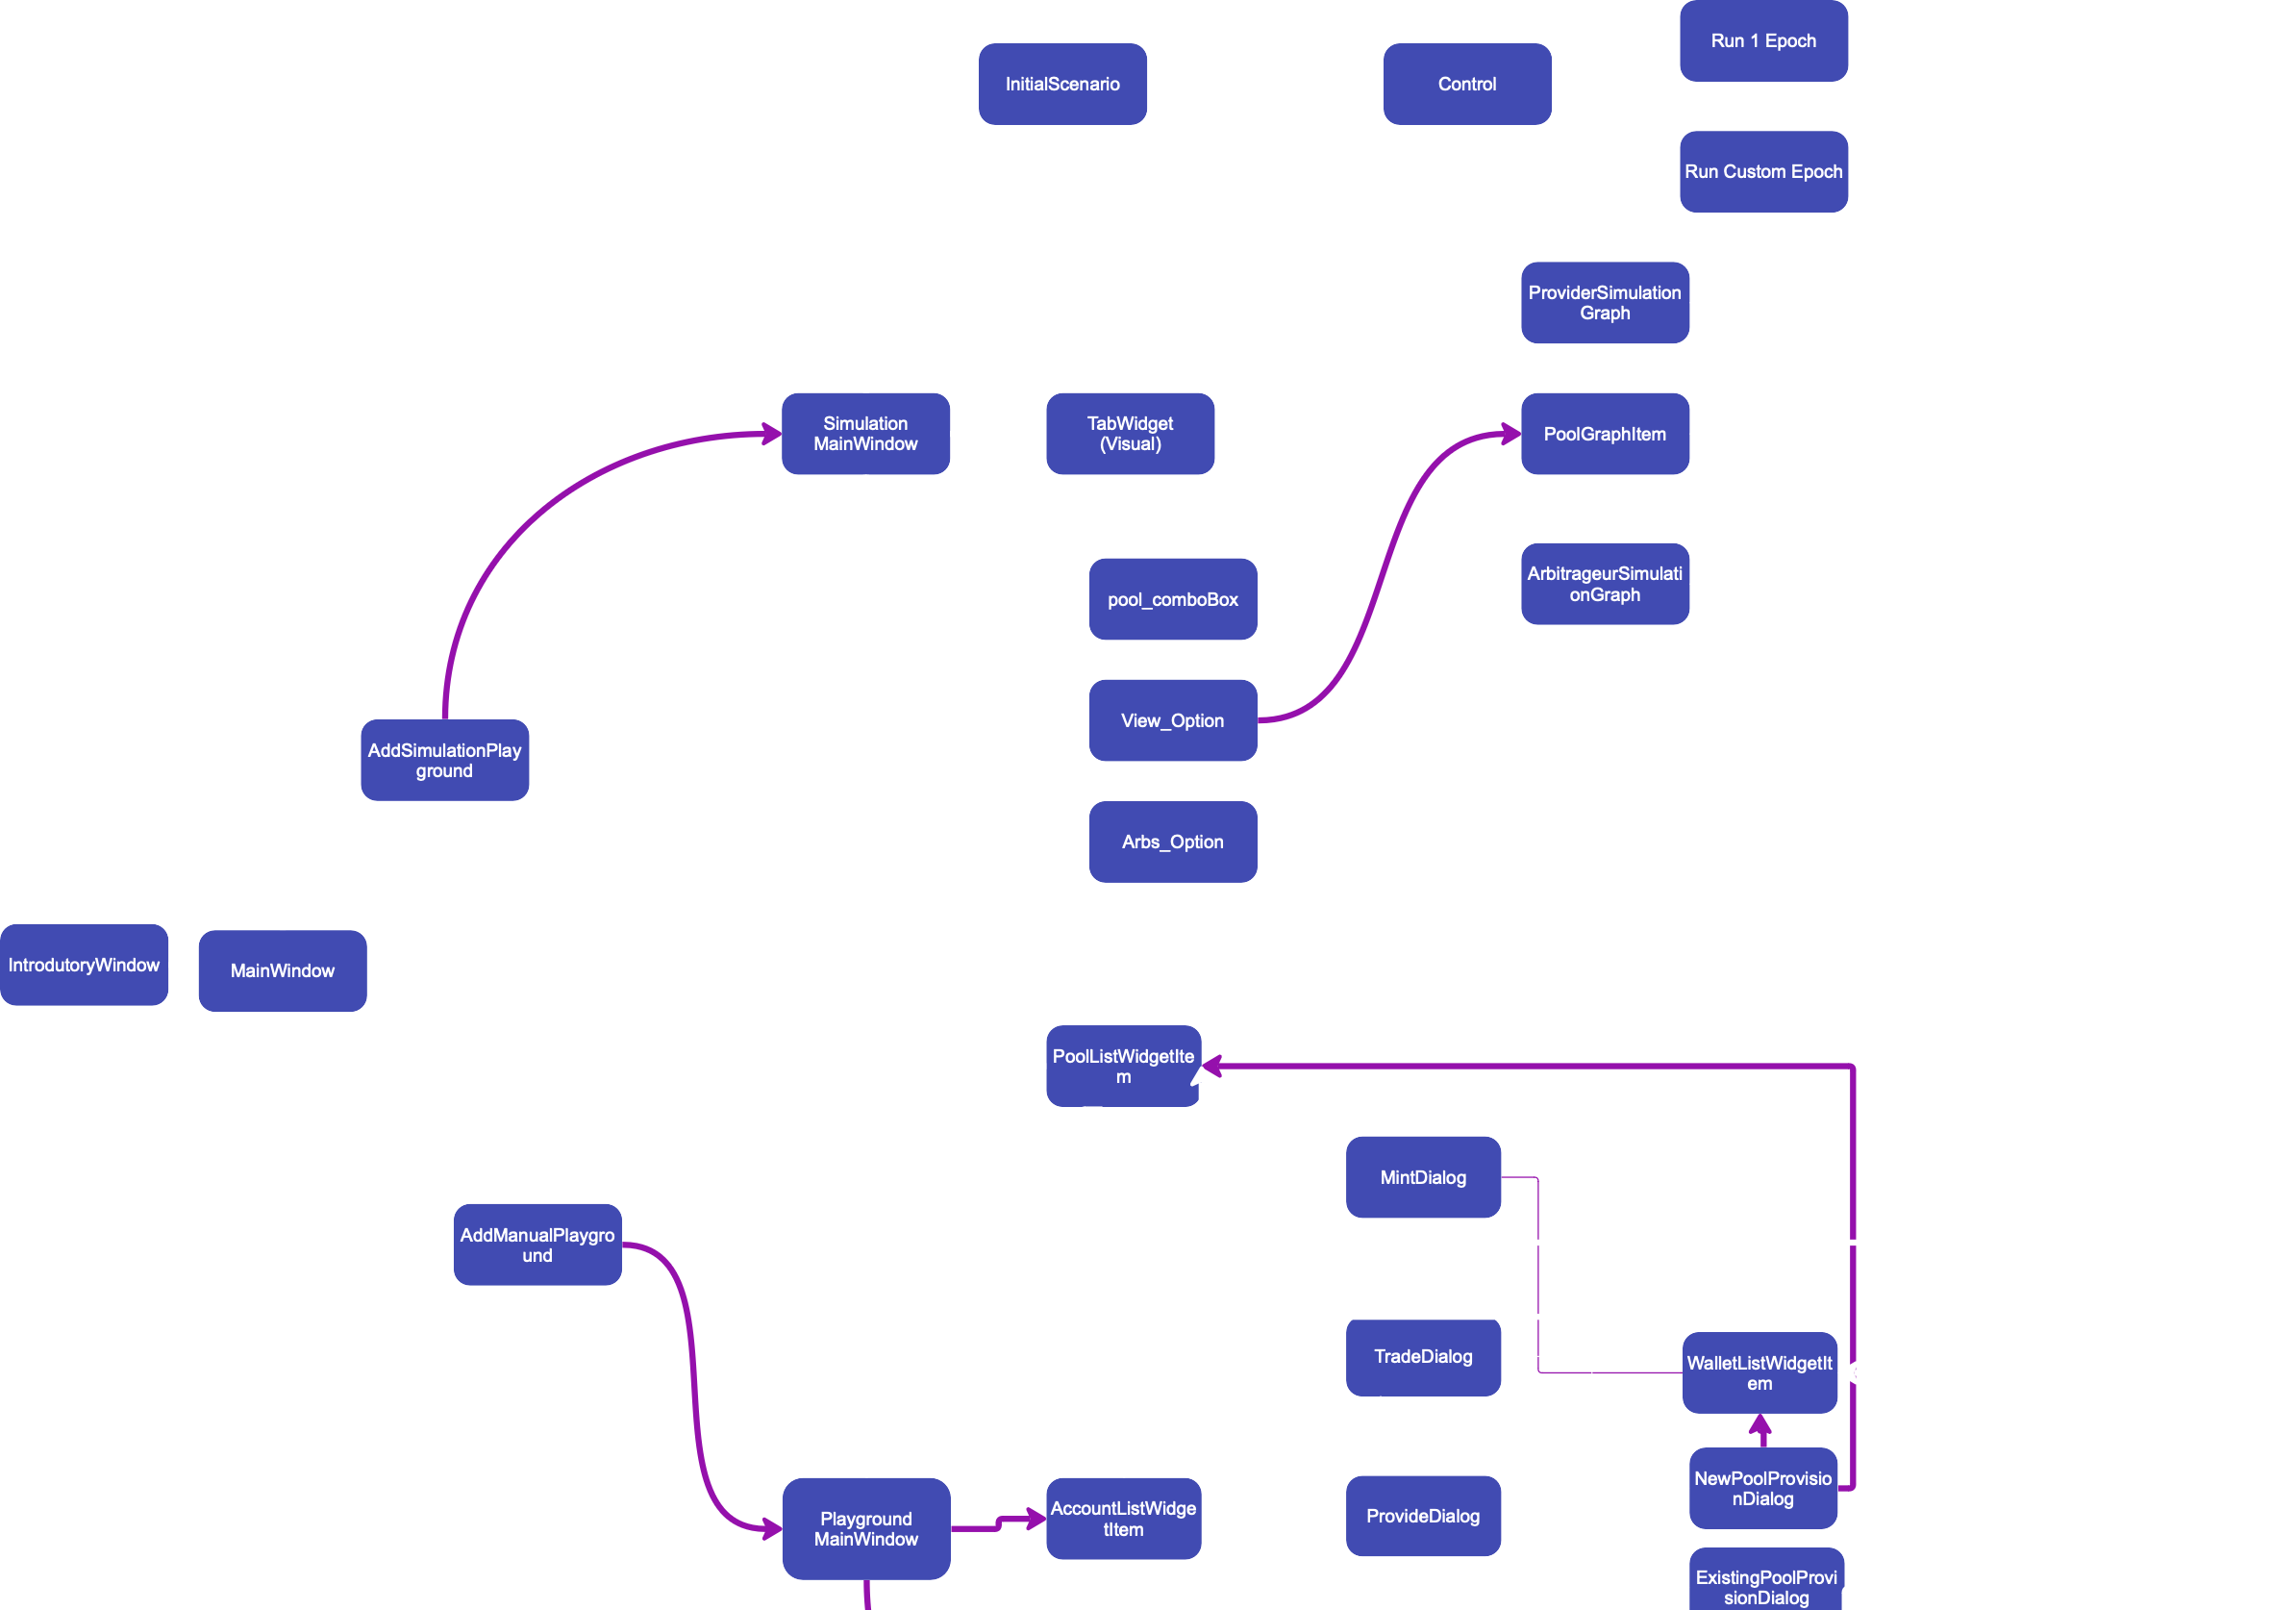 Run 1 Epoch
InitialScenario
Control
Run Custom Epoch
ProviderSimulation
Graph
Simulation
MainWindow
TabWidget
(Visual)
PoolGraphItem
pool_comboBox
ArbitrageurSimulati
onGraph
View_Option
AddSimulationPlay
ground
Arbs_Option
IntrodutoryWindow
MainWindow
PoolListWidgetIte
m
MintDialog
AddManualPlaygro
und
TradeDialog
WalletListWidgetIt
em
NewPoolProvisio
nDialog
Playground
MainWindow
AccountListWidge
tItem
ProvideDialog
ExistingPoolProvi
sionDialog